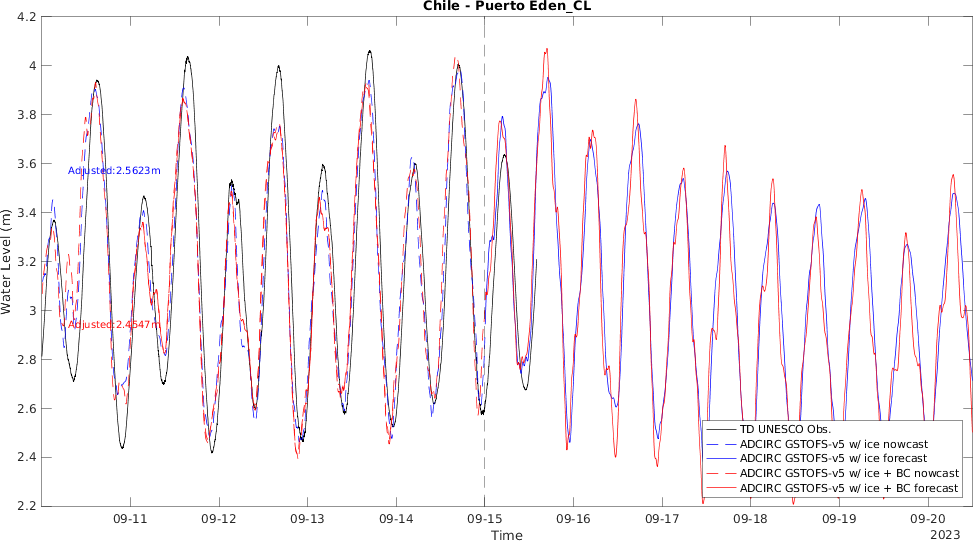 Chile - Puerto Eden_CL
Water Level (m)
4.2
4
3.8
3.6
3.4
3.2
3
2.8
2.6
2.4
2.2
Adjusted:2.5623m
Adjusted:2.4547m
TD UNESCO Obs.
ADCIRC GSTOFS-v5 w/ ice nowcast
ADCIRC GSTOFS-v5 w/ ice forecast
ADCIRC GSTOFS-v5 w/ ice + BC nowcast
ADCIRC GSTOFS-v5 w/ ice + BC forecast
09-11 09-12 09-13 09-14 09-15 09-16 09-17 09-18 09-19 09-20
2023
Time